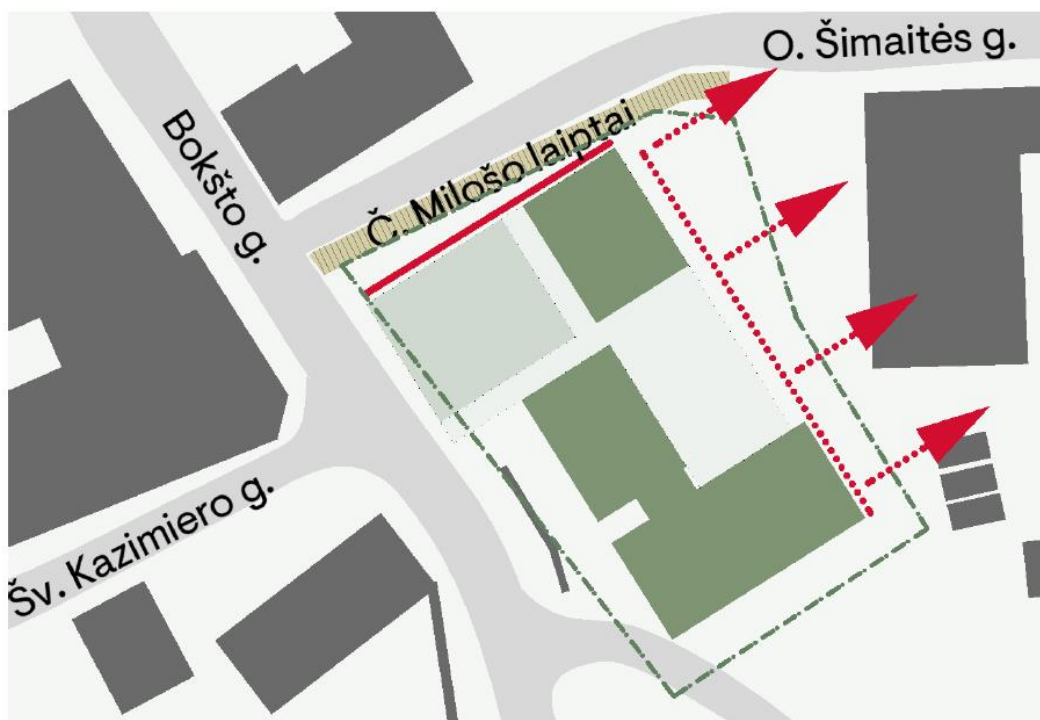 O. Šimaitės g.
Bokšto g.
Č. Milošo laiptai
Šv. Kazimiero g.